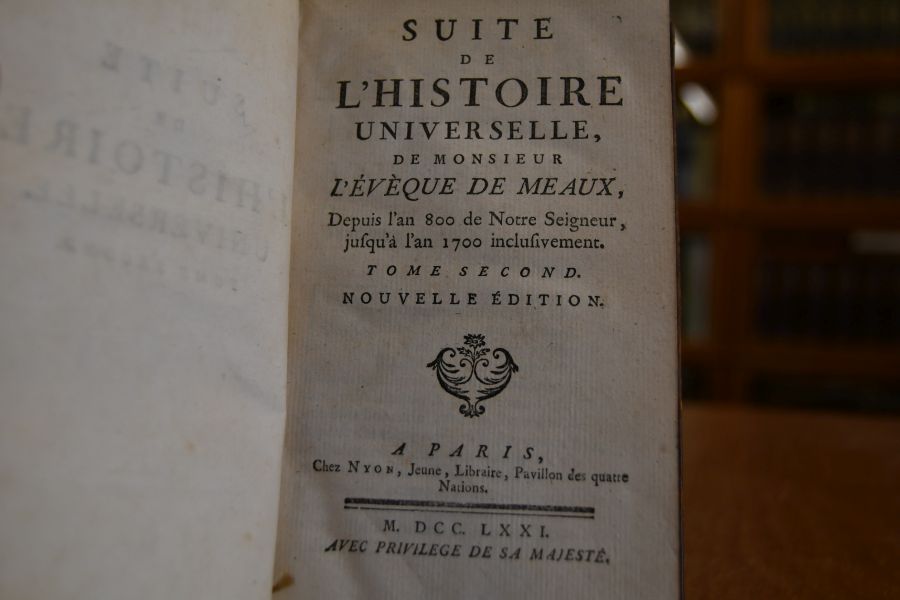 SUITE
DE
L'HISTOIRE
UNIVERSELLE,
DE MONSIEUR
L'ÉVÈQUE DE MEAUX,
Depuis l'an 800 de Notre Seigneur,
juſqu'à l'an 1700 incluſivement.
TOME SECOND.
NOUVELLE ÉDITION.
A PARIS,
Chez NYON, Jeune, Libraire, Pavillon des quatre
Nations.
M. DCC. LXXI.
AVEC PRIVILEGE DE SA MAJESTÉ.